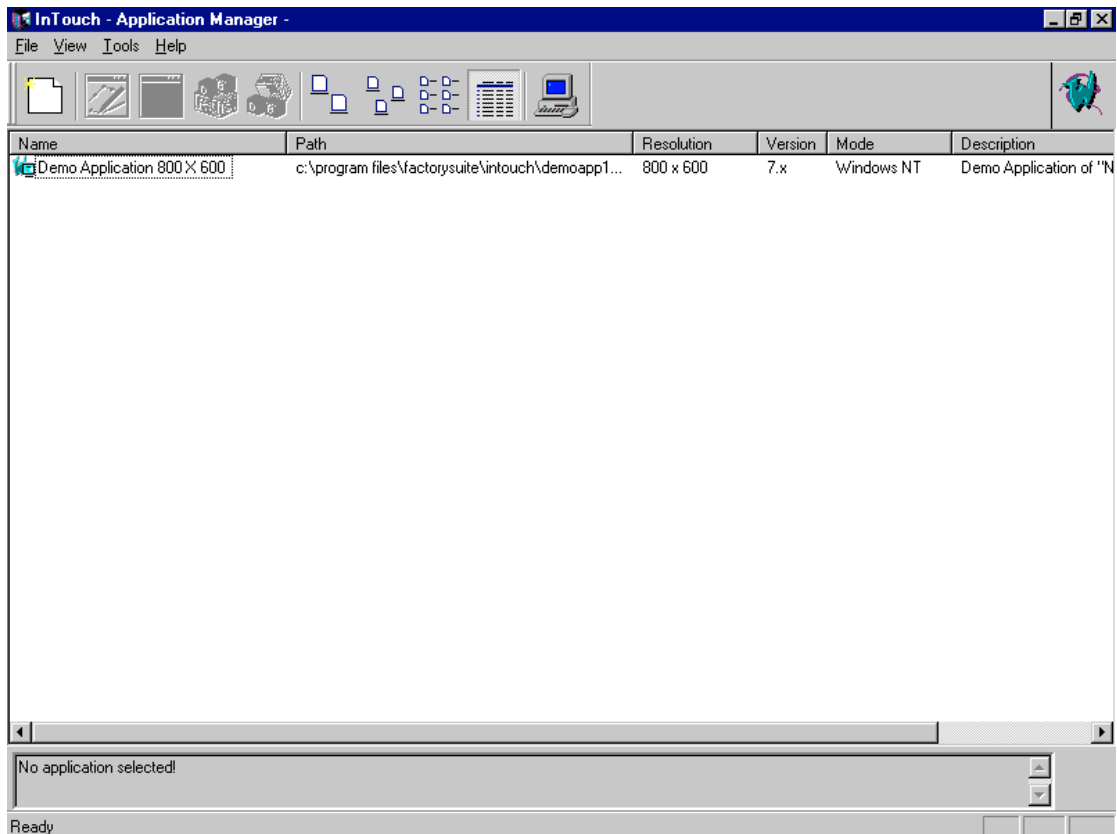 InTouch - Application Manager -
File View Tools Help
Name Path Resolution Version Mode Description
Demo Application 800 X 600 c:\program files\factorysuite\intouch\demoapp1... 800 x 600 7.x Windows NT Demo Application of "N
No application selected!
Ready